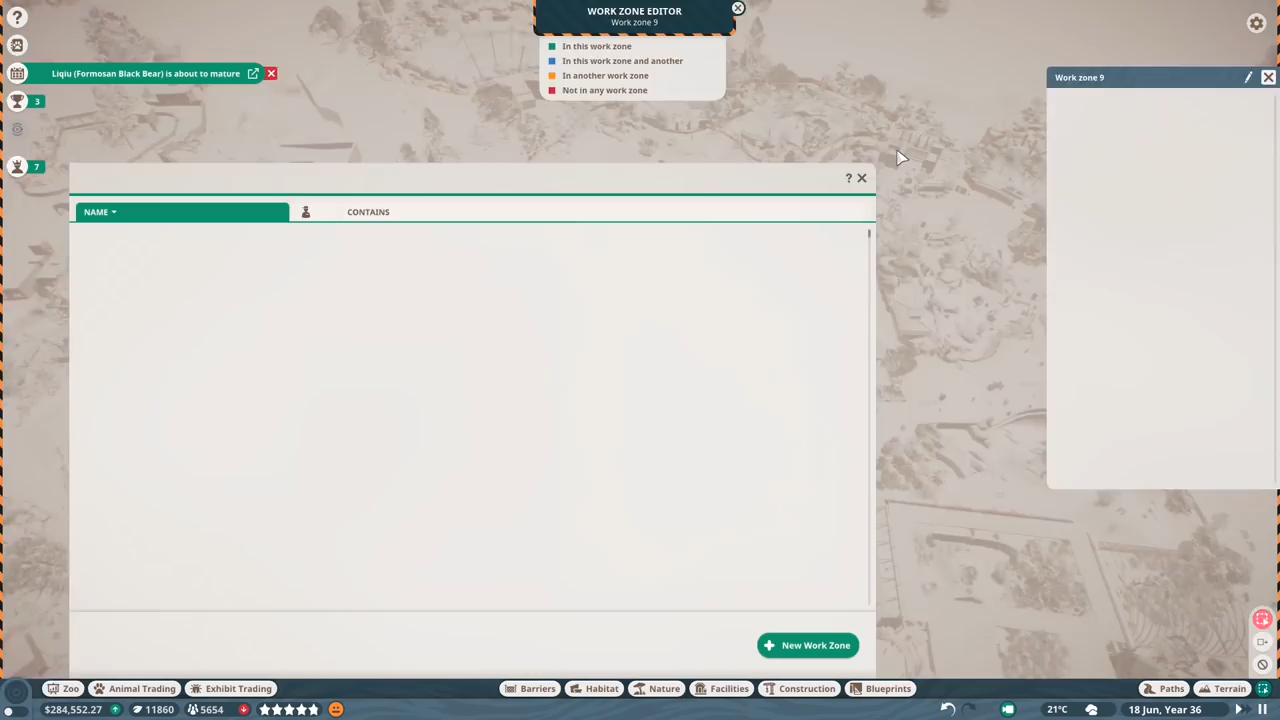 WORK ZONE EDITOR
Work zone 9
In this work zone
In this work zone and another
In another work zone
Not in any work zone
Liqiu (Formosan Black Bear) is about to mature
3
7
Work zone 9
NAME
CONTAINS
New Work Zone
Zoo
Animal Trading
Exhibit Trading
Barriers
Habitat
Nature
Facilities
Construction
Blueprints
Paths
Terrain
$284,552.27
11860
5654
21°C
18 Jun, Year 36